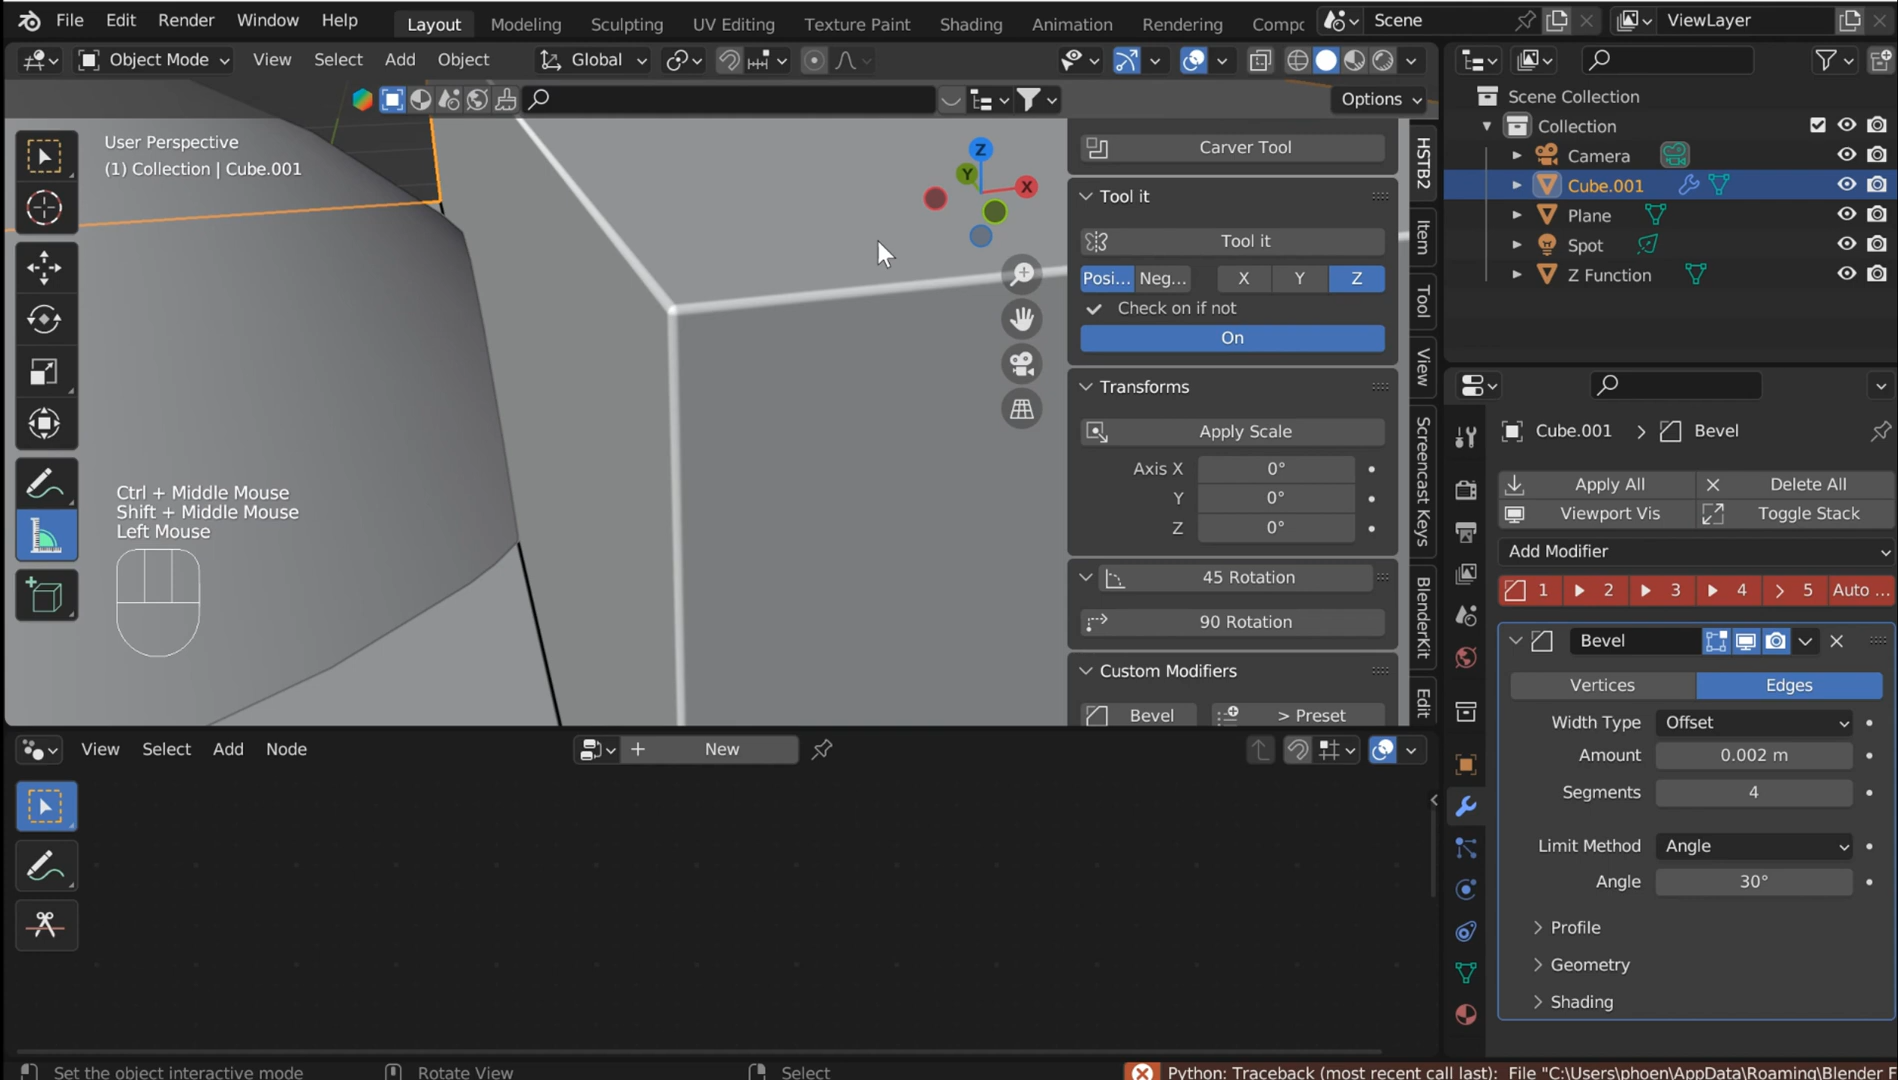 File Edit Render Window Help Layout Modeling Sculpting UV Editing Texture Paint Shading Animation Rendering Compc Scene ViewLayer
Object Mode View Select Add Object Global
Options
User Perspective
(1) Collection | Cube.001
Z
Y
X
Ctrl + Middle Mouse
Shift + Middle Mouse
Left Mouse
Carver Tool
Tool it
Tool it
Posi... Neg... X Y Z
Check on if not
On
Transforms
Apply Scale
Axis X 0°
Y 0°
Z 0°
45 Rotation
90 Rotation
Custom Modifiers
Bevel > Preset
HSTB2
Item
Tool
View
Screencast Keys
BlenderKit
Edit
Scene Collection
Collection
Camera
Cube.001
Plane
Spot
Z Function
Cube.001 Bevel
Apply All Delete All
Viewport Vis Toggle Stack
Add Modifier
1 2 3 4 5 Auto ...
Bevel
Vertices Edges
Width Type Offset
Amount 0.002 m
Segments 4
Limit Method Angle
Angle 30°
Profile
Geometry
Shading
View Select Add Node New
Set the object interactive mode Rotate View Select Python: Traceback (most recent call last): File "C:\Users\phoen\AppData\Roaming\Blender F